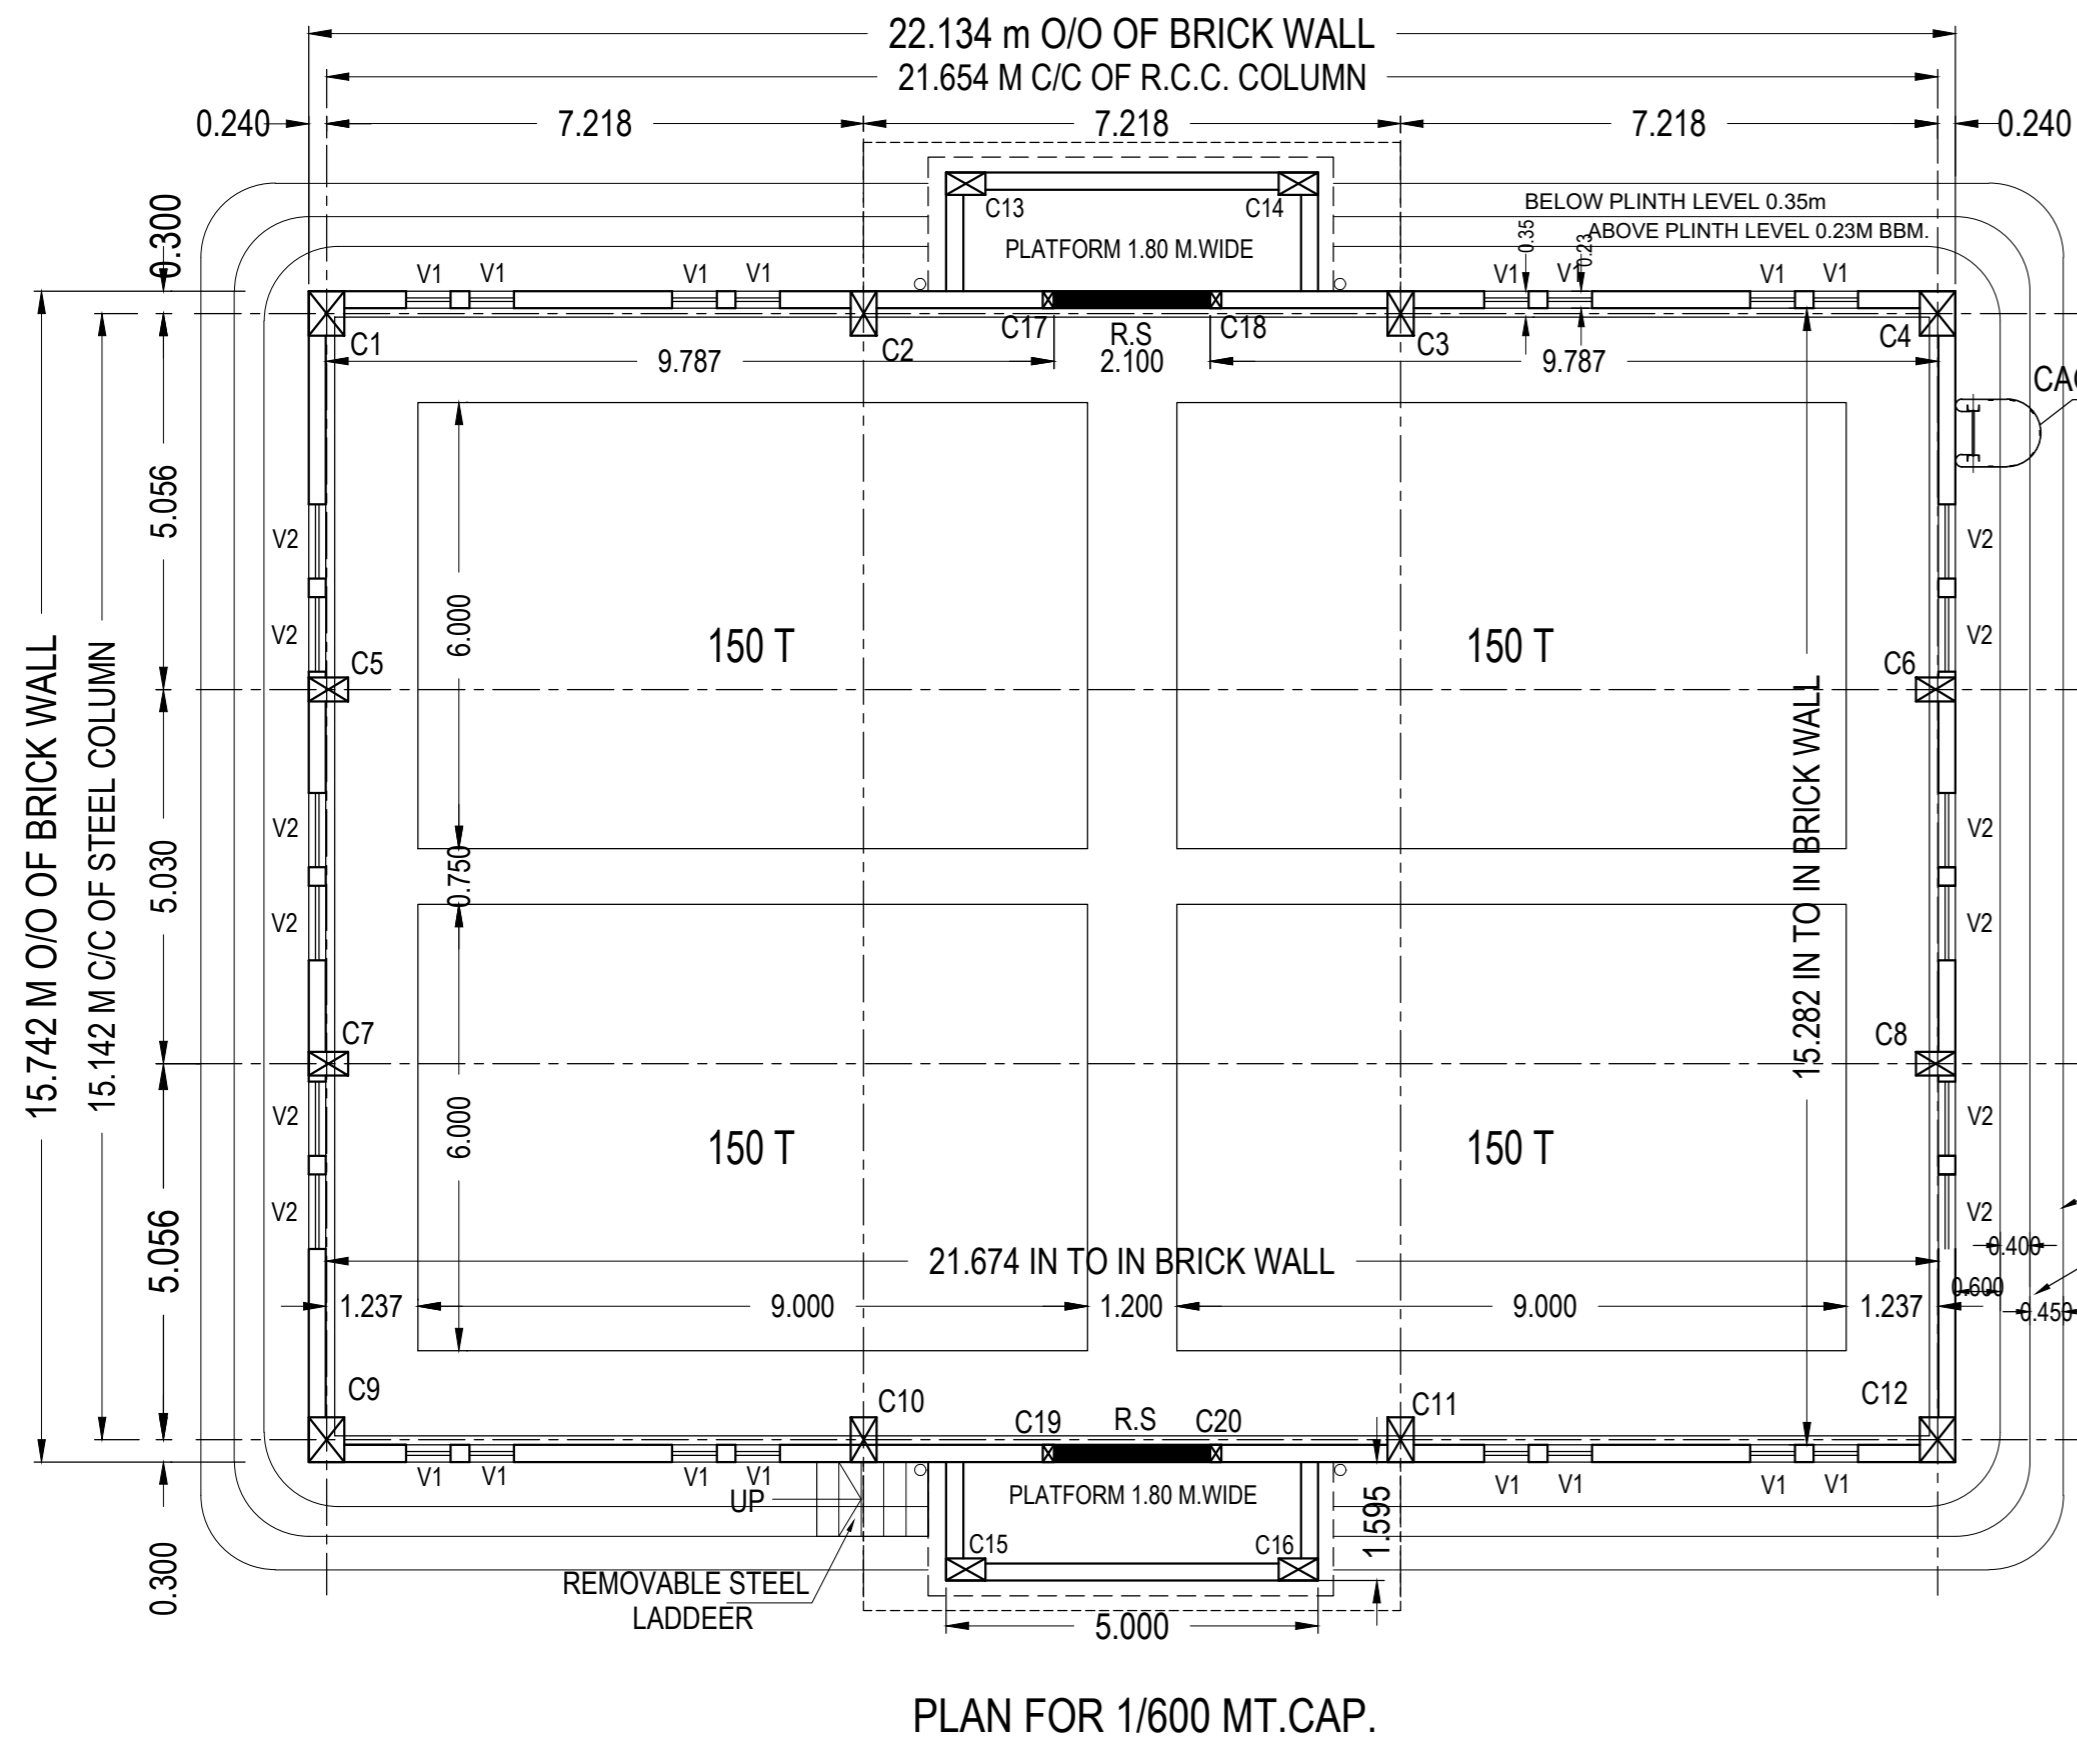 22.134 m O/O OF BRICK WALL
21.654 M C/C OF R.C.C. COLUMN
0.240
7.218
7.218
7.218
0.240
0.300
C13
C14
BELOW PLINTH LEVEL 0.35m
ABOVE PLINTH LEVEL 0.23M BBM.
0.35
0.23
PLATFORM 1.80 M.WIDE
V1
V1
V1
V1
V1
V1
V1
V1
C1
C2
C17
R.S
C18
C3
C4
9.787
2.100
9.787
CAG
5.056
V2
V2
6.000
150 T
150 T
V2
V2
C5
C6
15.742 M O/O OF BRICK WALL
15.142 M C/C OF STEEL COLUMN
15.282 IN TO IN BRICK WALL
V2
V2
5.030
0.750
V2
V2
C7
C8
V2
V2
6.000
150 T
150 T
V2
V2
5.056
21.674 IN TO IN BRICK WALL
0.400
0.600
0.450
1.237
9.000
1.200
9.000
1.237
C9
C10
C19
R.S
C20
C11
C12
V1
V1
V1
V1
V1
V1
V1
V1
UP
PLATFORM 1.80 M.WIDE
1.595
C15
C16
0.300
REMOVABLE STEEL
LADDEER
5.000
PLAN FOR 1/600 MT.CAP.